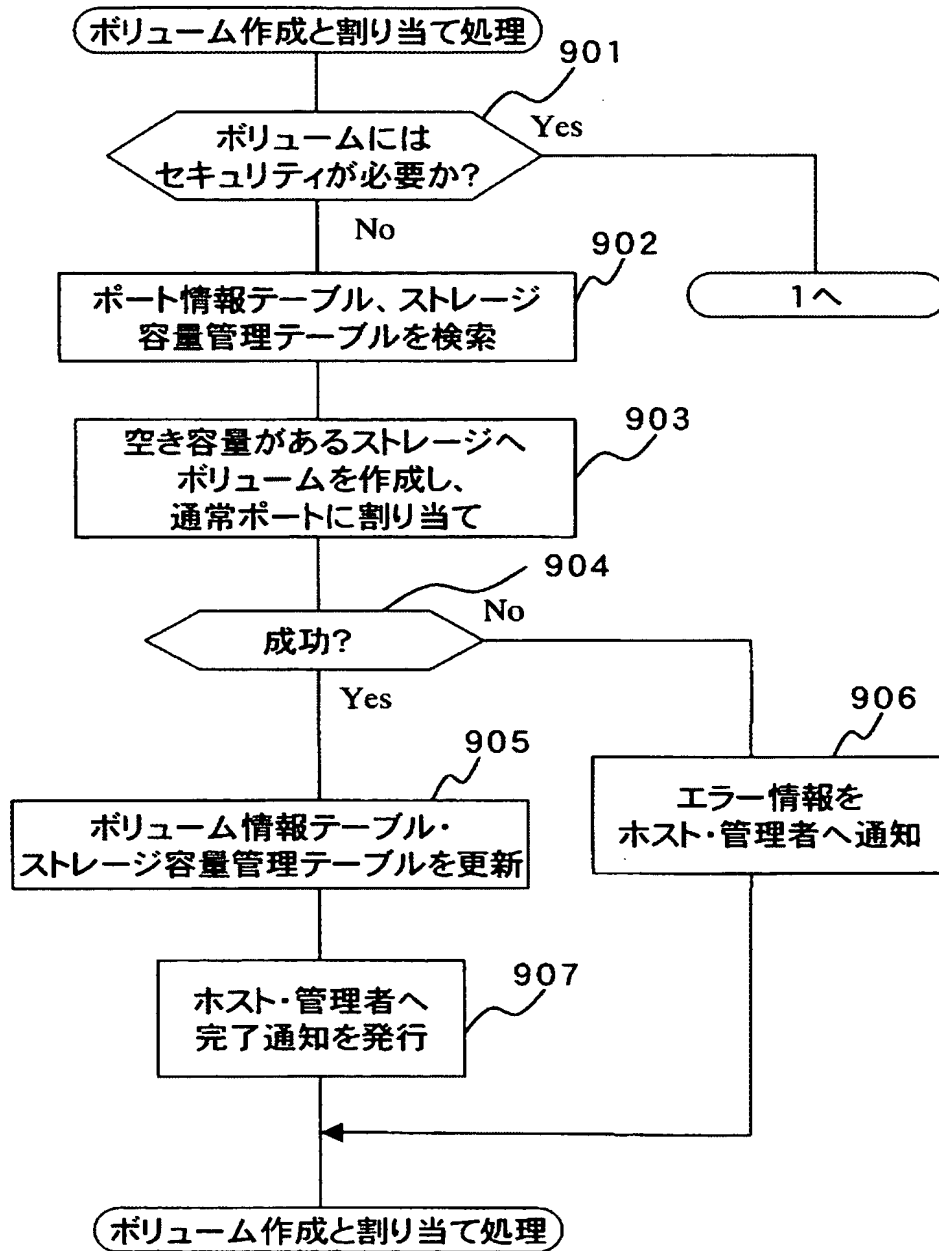 ボリューム作成と割り当て処理
901
ボリュームには
セキュリティが必要か?
Yes
No
1へ
902
ポート情報テーブル、ストレージ
容量管理テーブルを検索
903
空き容量があるストレージへ
ボリュームを作成し、
通常ポートに割り当て
904
成功?
No
Yes
905
ボリューム情報テーブル・
ストレージ容量管理テーブルを更新
906
エラー情報を
ホスト・管理者へ通知
907
ホスト・管理者へ
完了通知を発行
ボリューム作成と割り当て処理